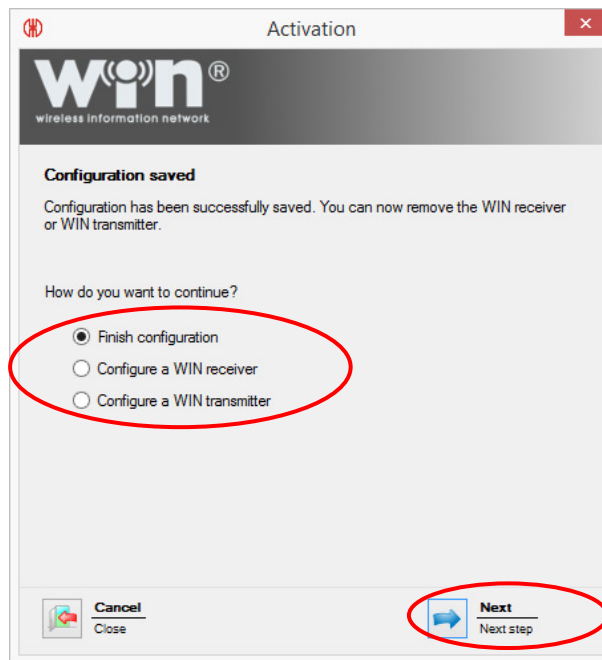 Activation
WiN®
wireless information network
Configuration saved
Configuration has been successfully saved. You can now remove the WIN receiver
or WIN transmitter.
How do you want to continue?
Finish configuration
Configure a WIN receiver
Configure a WIN transmitter
Cancel
Close
Next
Next step